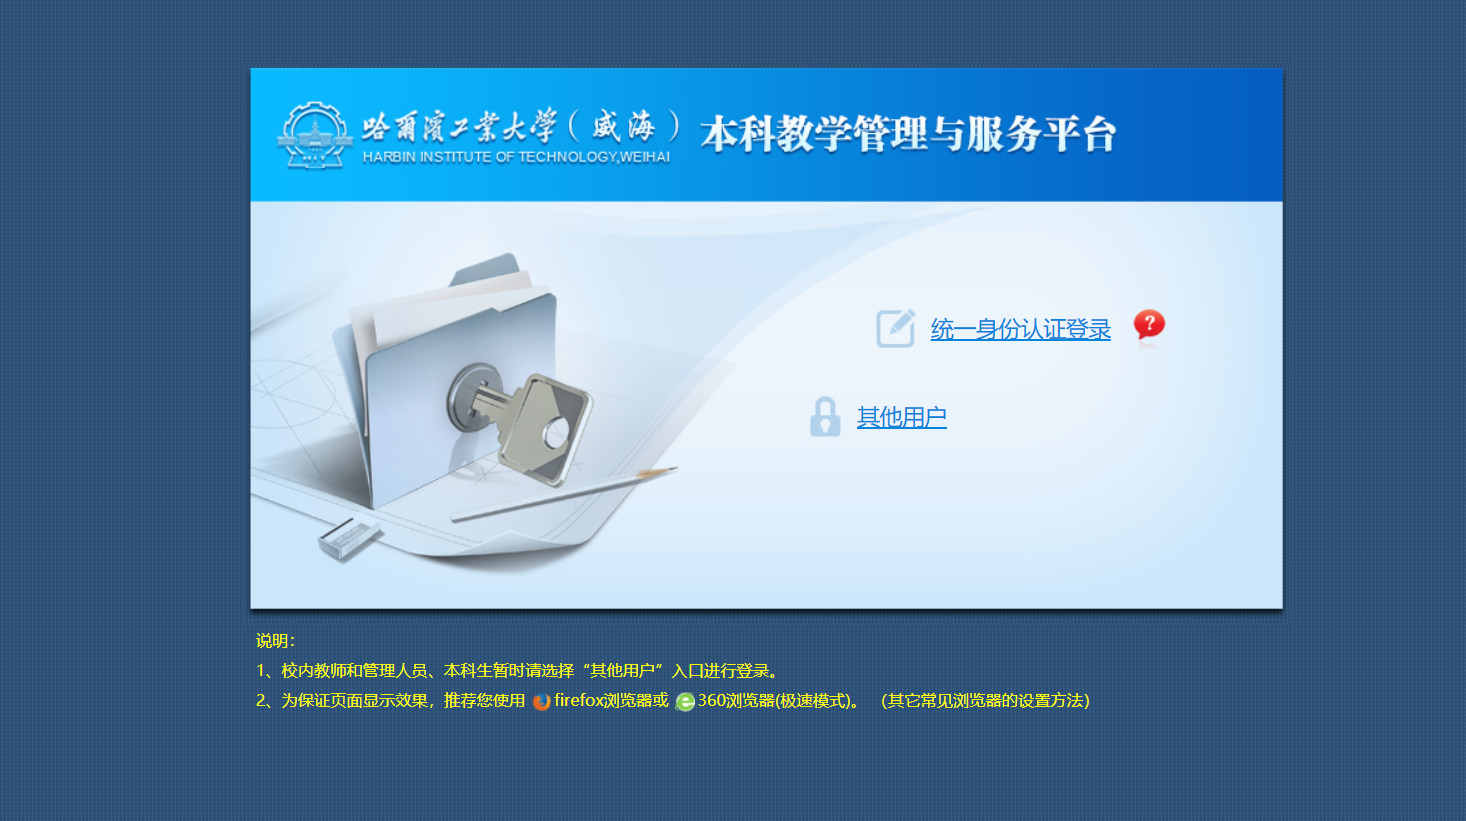 哈爾濱工業大學（威海）
HARBIN INSTITUTE OF TECHNOLOGY,WEIHAI
本科教学管理与服务平台
统一身份认证登录
?
其他用户
说明：
1、校内教师和管理人员、本科生暂时请选择“其他用户”入口进行登录。
2、为保证页面显示效果，推荐您使用 firefox浏览器或 360浏览器(极速模式)。 （其它常见浏览器的设置方法）